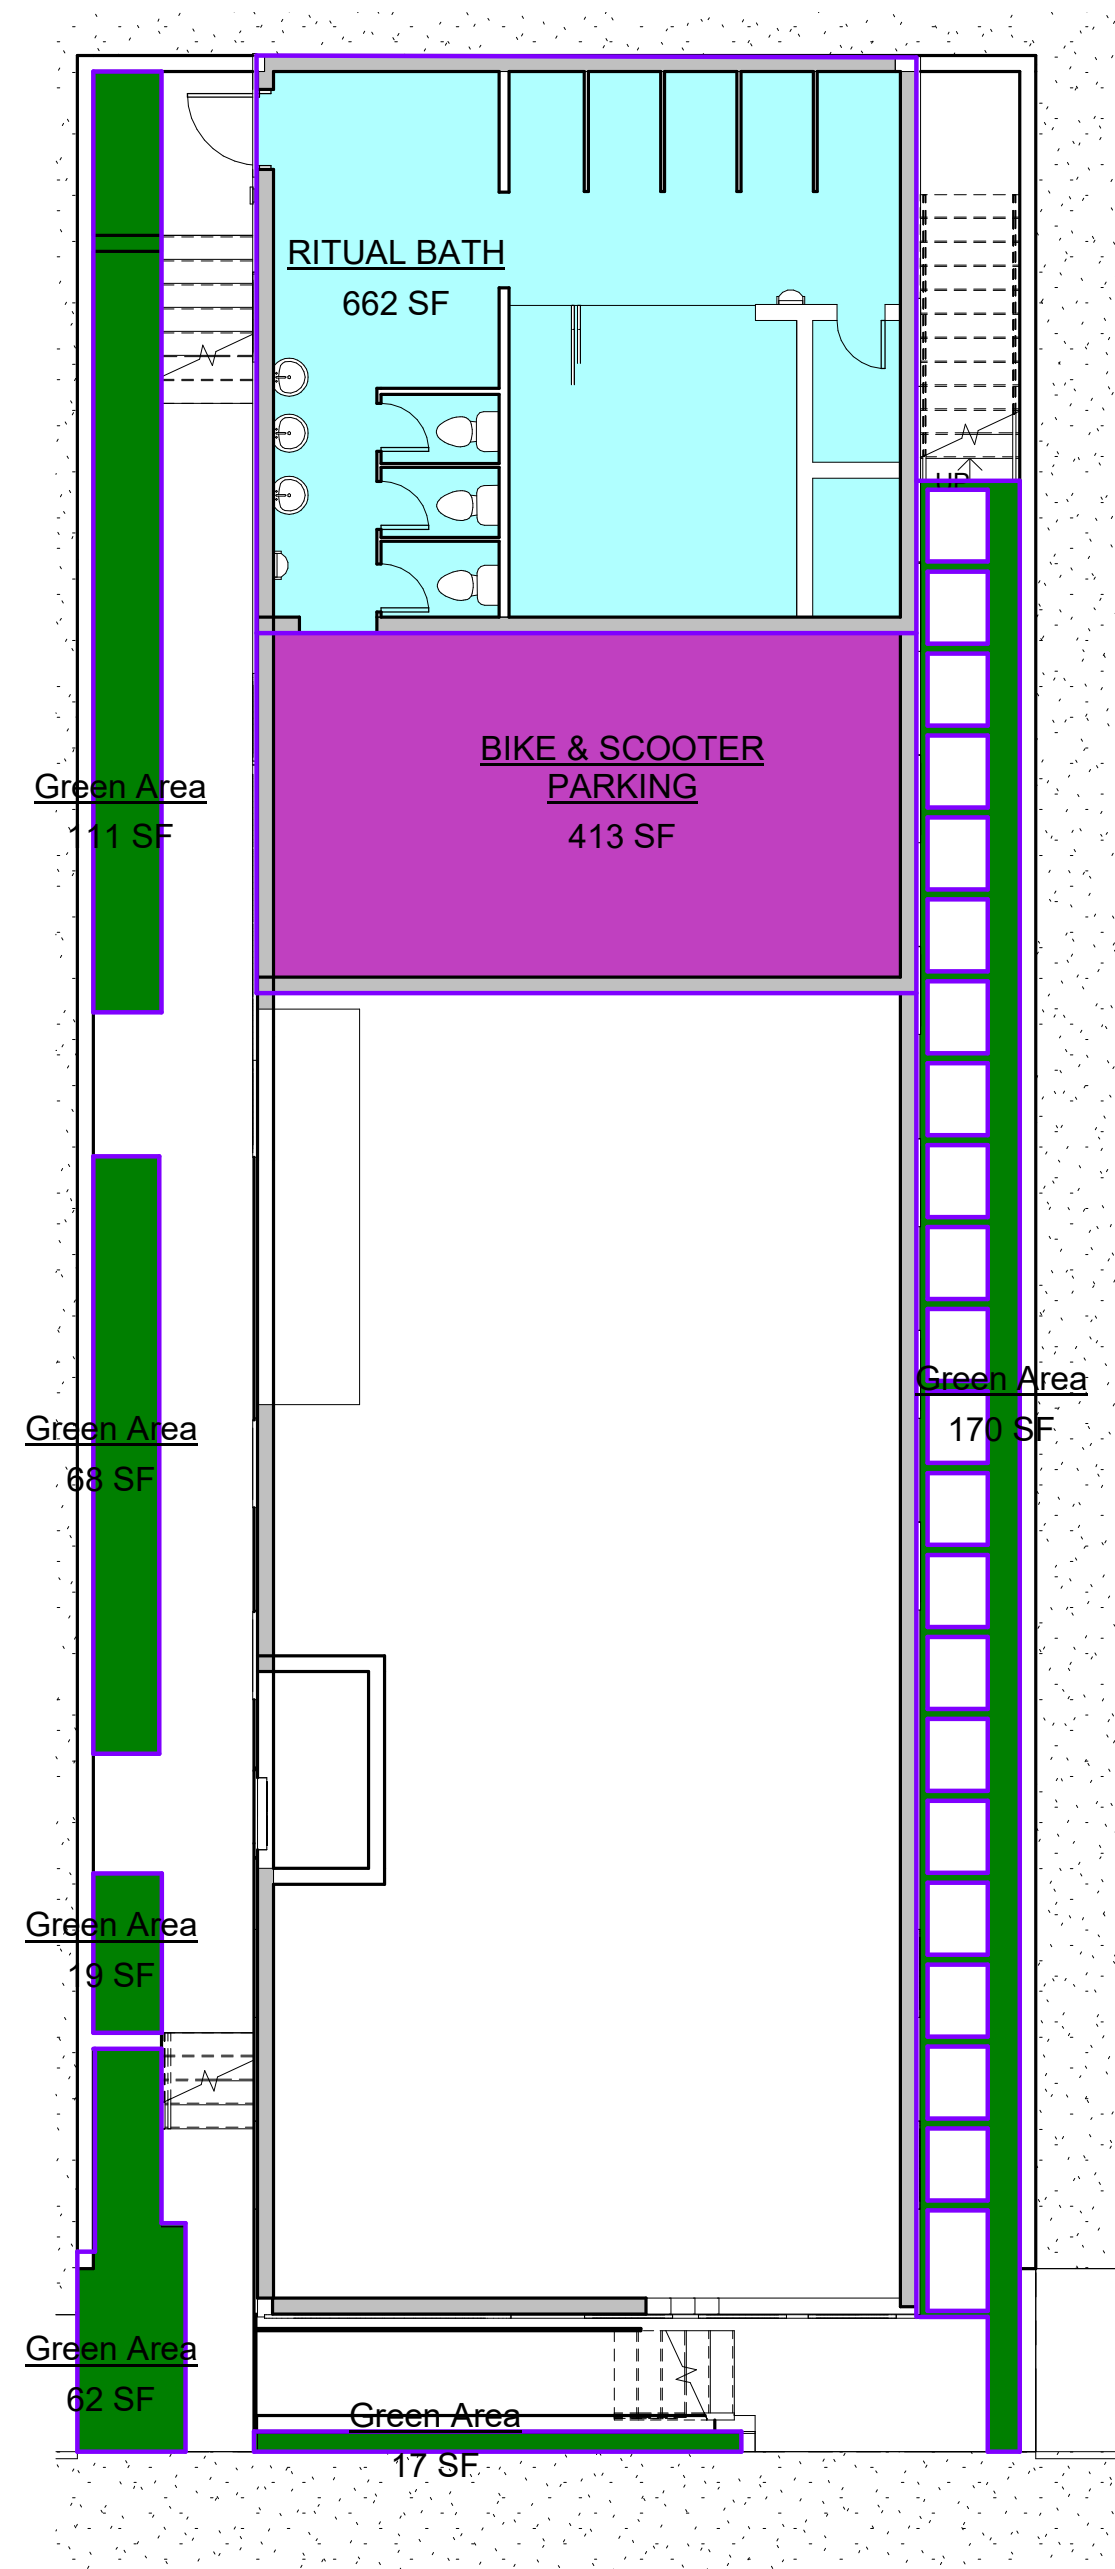 RITUAL BATH
662 SF
UP
BIKE & SCOOTER
PARKING
413 SF
Green Area
111 SF
Green Area
170 SF
Green Area
68 SF
Green Area
19 SF
Green Area
62 SF
Green Area
17 SF